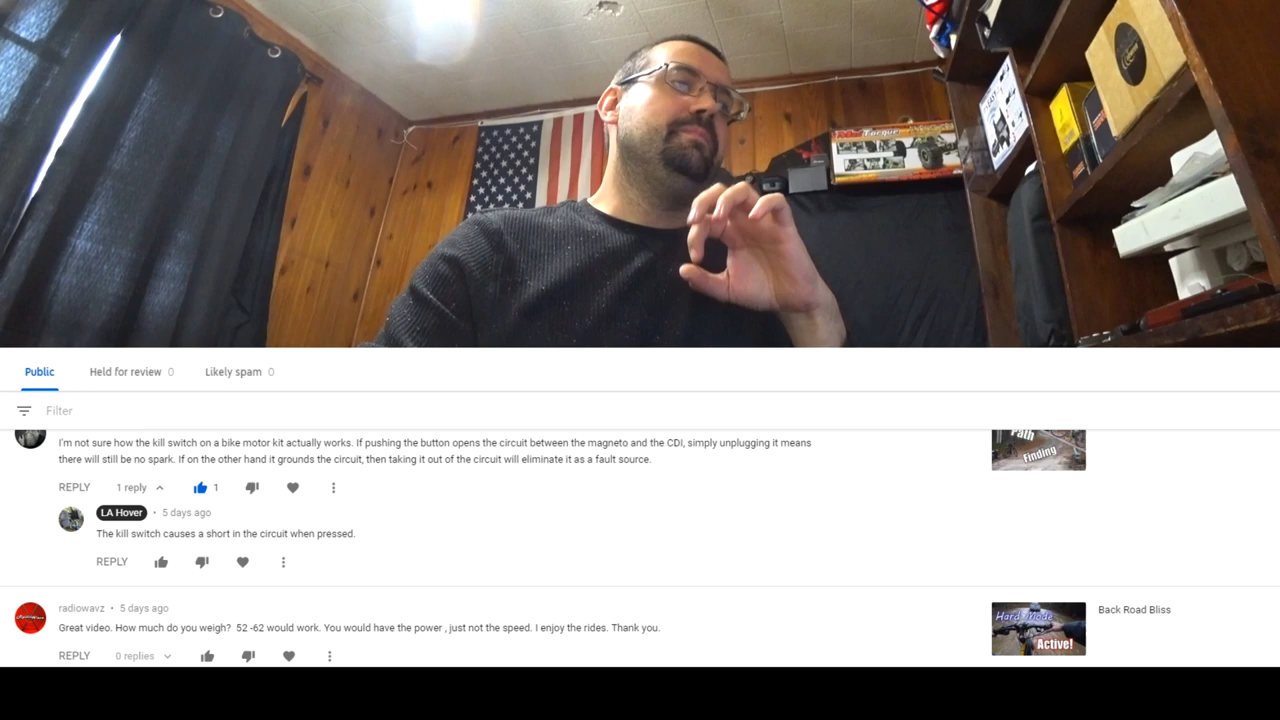 Torque
Public
Held for review 0
Likely spam 0
Filter
I'm not sure how the kill switch on a bike motor kit actually works. If pushing the button opens the circuit between the magneto and the CDI, simply unplugging it means
there will still be no spark. If on the other hand it grounds the circuit, then taking it out of the circuit will eliminate it as a fault source.
Path
Finding
REPLY 1 reply 1
LA Hover • 5 days ago
The kill switch causes a short in the circuit when pressed.
REPLY
radiowavz • 5 days ago
Great video. How much do you weigh? 52 -62 would work. You would have the power , just not the speed. I enjoy the rides. Thank you.
REPLY 0 replies
Hard Mode
Active!
Back Road Bliss